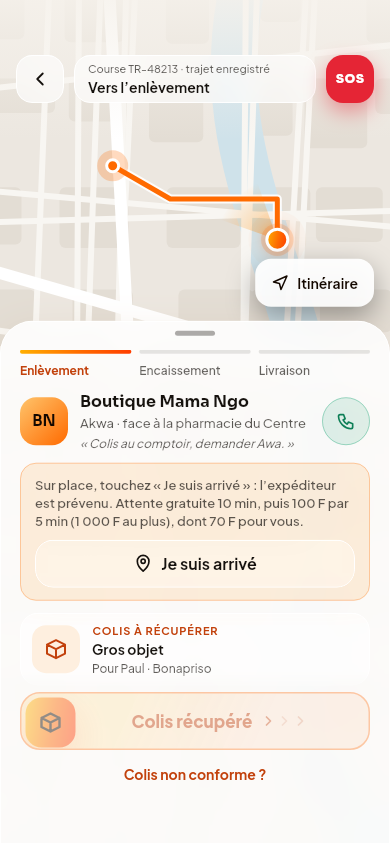 Course TR-48213 · trajet enregistré
Vers l’enlèvement
SOS
Itinéraire
Enlèvement
Encaissement
Livraison
BN
Boutique Mama Ngo
Akwa · face à la pharmacie du Centre
« Colis au comptoir, demander Awa. »
Sur place, touchez « Je suis arrivé » : l’expéditeur
est prévenu. Attente gratuite 10 min, puis 100 F par
5 min (1 000 F au plus), dont 70 F pour vous.
Je suis arrivé
COLIS À RÉCUPÉRER
Gros objet
Pour Paul · Bonapriso
Colis récupéré
Colis non conforme ?